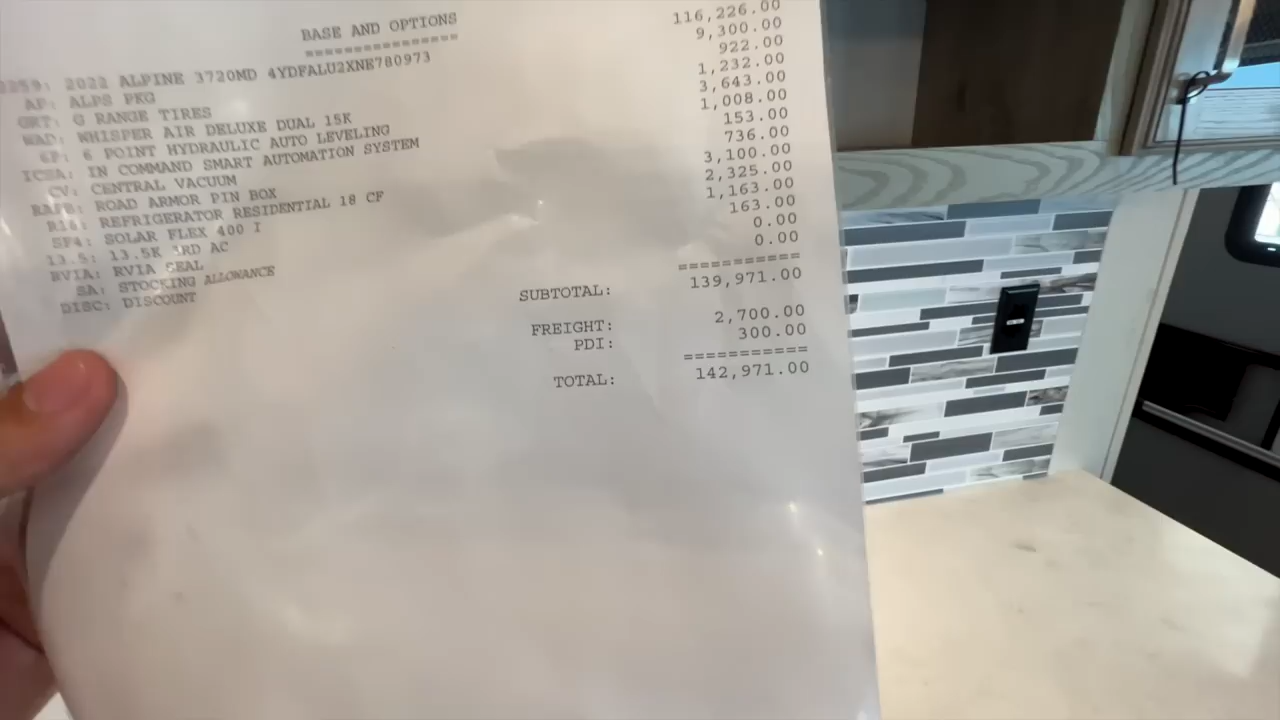 BASE AND OPTIONS
===============
3259: 2022 ALPINE 3720MD 4YDFALU2XNE780973 116,226.00
AP: ALPS PKG 9,300.00
GRT: G RANGE TIRES 922.00
WAD: WHISPER AIR DELUXE DUAL 15K 1,232.00
6P: 6 POINT HYDRAULIC AUTO LEVELING 3,643.00
ICSA: IN COMMAND SMART AUTOMATION SYSTEM 1,008.00
CV: CENTRAL VACUUM 153.00
RAPB: ROAD ARMOR PIN BOX 736.00
R18: REFRIGERATOR RESIDENTIAL 18 CF 3,100.00
SF4: SOLAR FLEX 400 I 2,325.00
13.5: 13.5K 3RD AC 1,163.00
RVIA: RVIA SEAL 163.00
SA: STOCKING ALLOWANCE 0.00
DISC: DISCOUNT 0.00
===========
SUBTOTAL: 139,971.00
FREIGHT: 2,700.00
PDI: 300.00
===========
TOTAL: 142,971.00